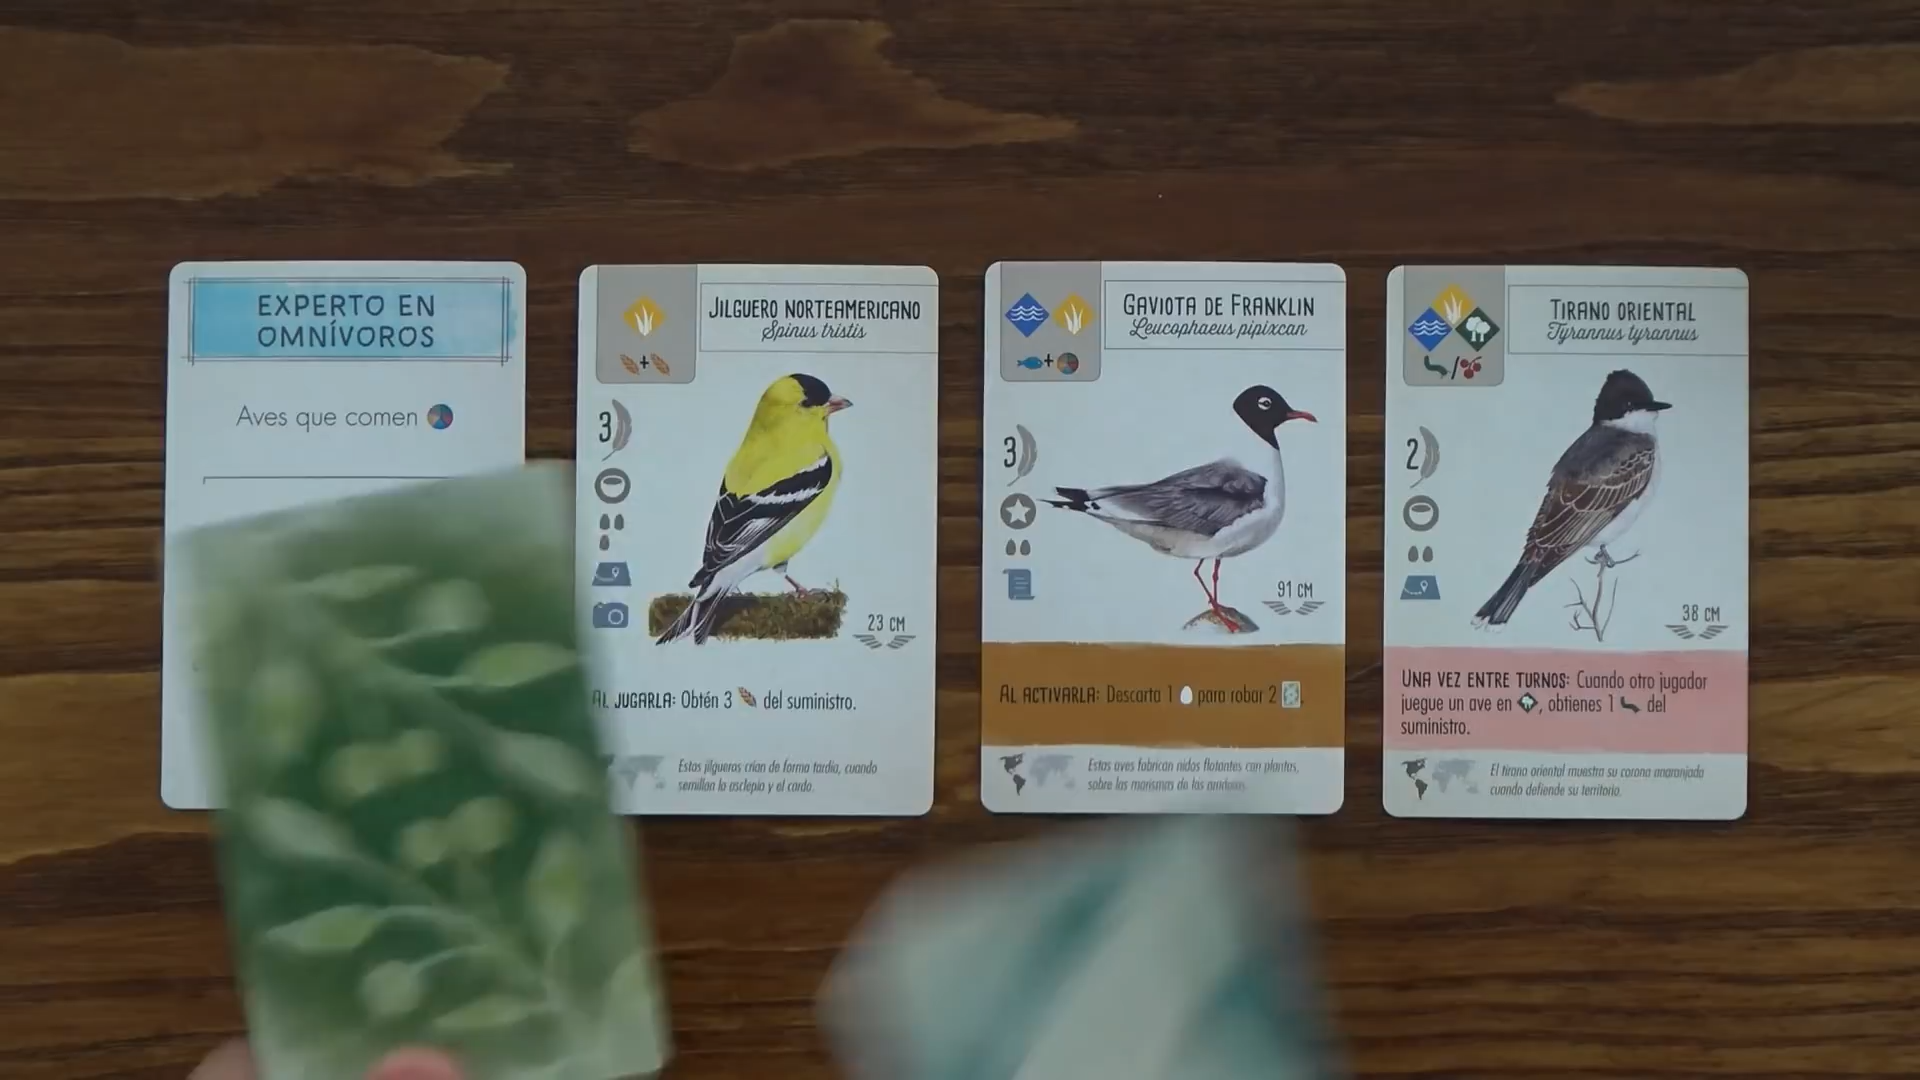 EXPERTO EN
OMNÍVOROS
Aves que comen
JILGUERO NORTEAMERICANO
Spinus tristis
+
3
23 CM
AL JUGARLA: Obtén 3 del suministro.
Estos jilgueros crían de forma tardía, cuando
semillan la asclepia y el cardo.
GAVIOTA DE FRANKLIN
Leucophaeus pipixcan
+
3
91 CM
AL ACTIVARLA: Descarta 1 para robar 2 .
Estas aves fabrican nidos flotantes con plantas,
sobre las marismas de las praderas.
TIRANO ORIENTAL
Tyrannus tyrannus
/
2
38 CM
UNA VEZ ENTRE TURNOS: Cuando otro jugador
juegue un ave en , obtienes 1 del
suministro.
El tirano oriental muestra su corona anaranjada
cuando defiende su territorio.